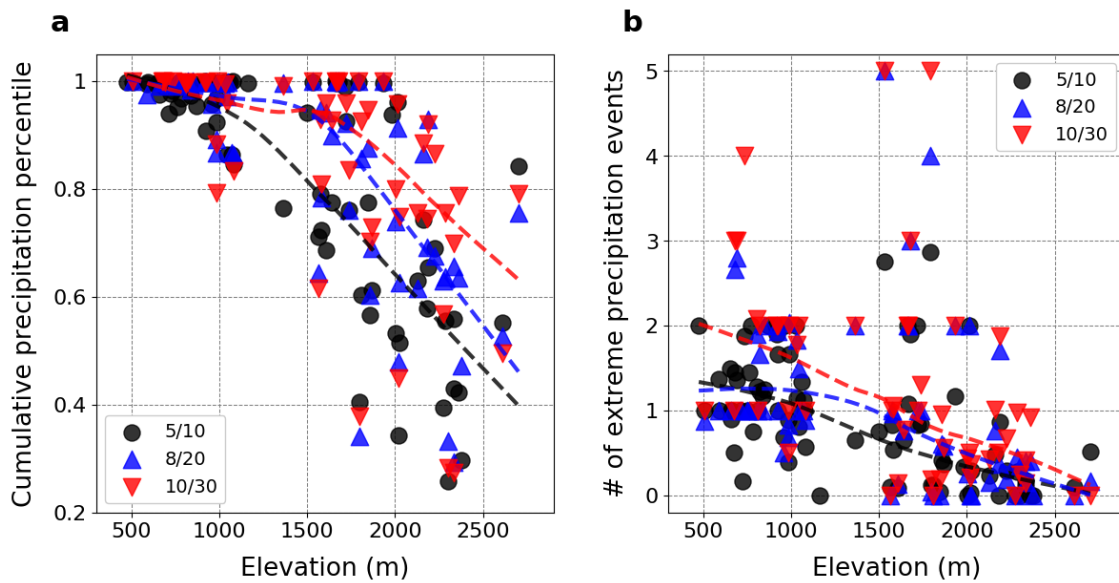 a
b
Cumulative precipitation percentile
1
0.8
0.6
0.4
0.2
5/10
8/20
10/30
500 1000 1500 2000 2500
Elevation (m)
# of extreme precipitation events
5
4
3
2
1
0
5/10
8/20
10/30
500 1000 1500 2000 2500
Elevation (m)